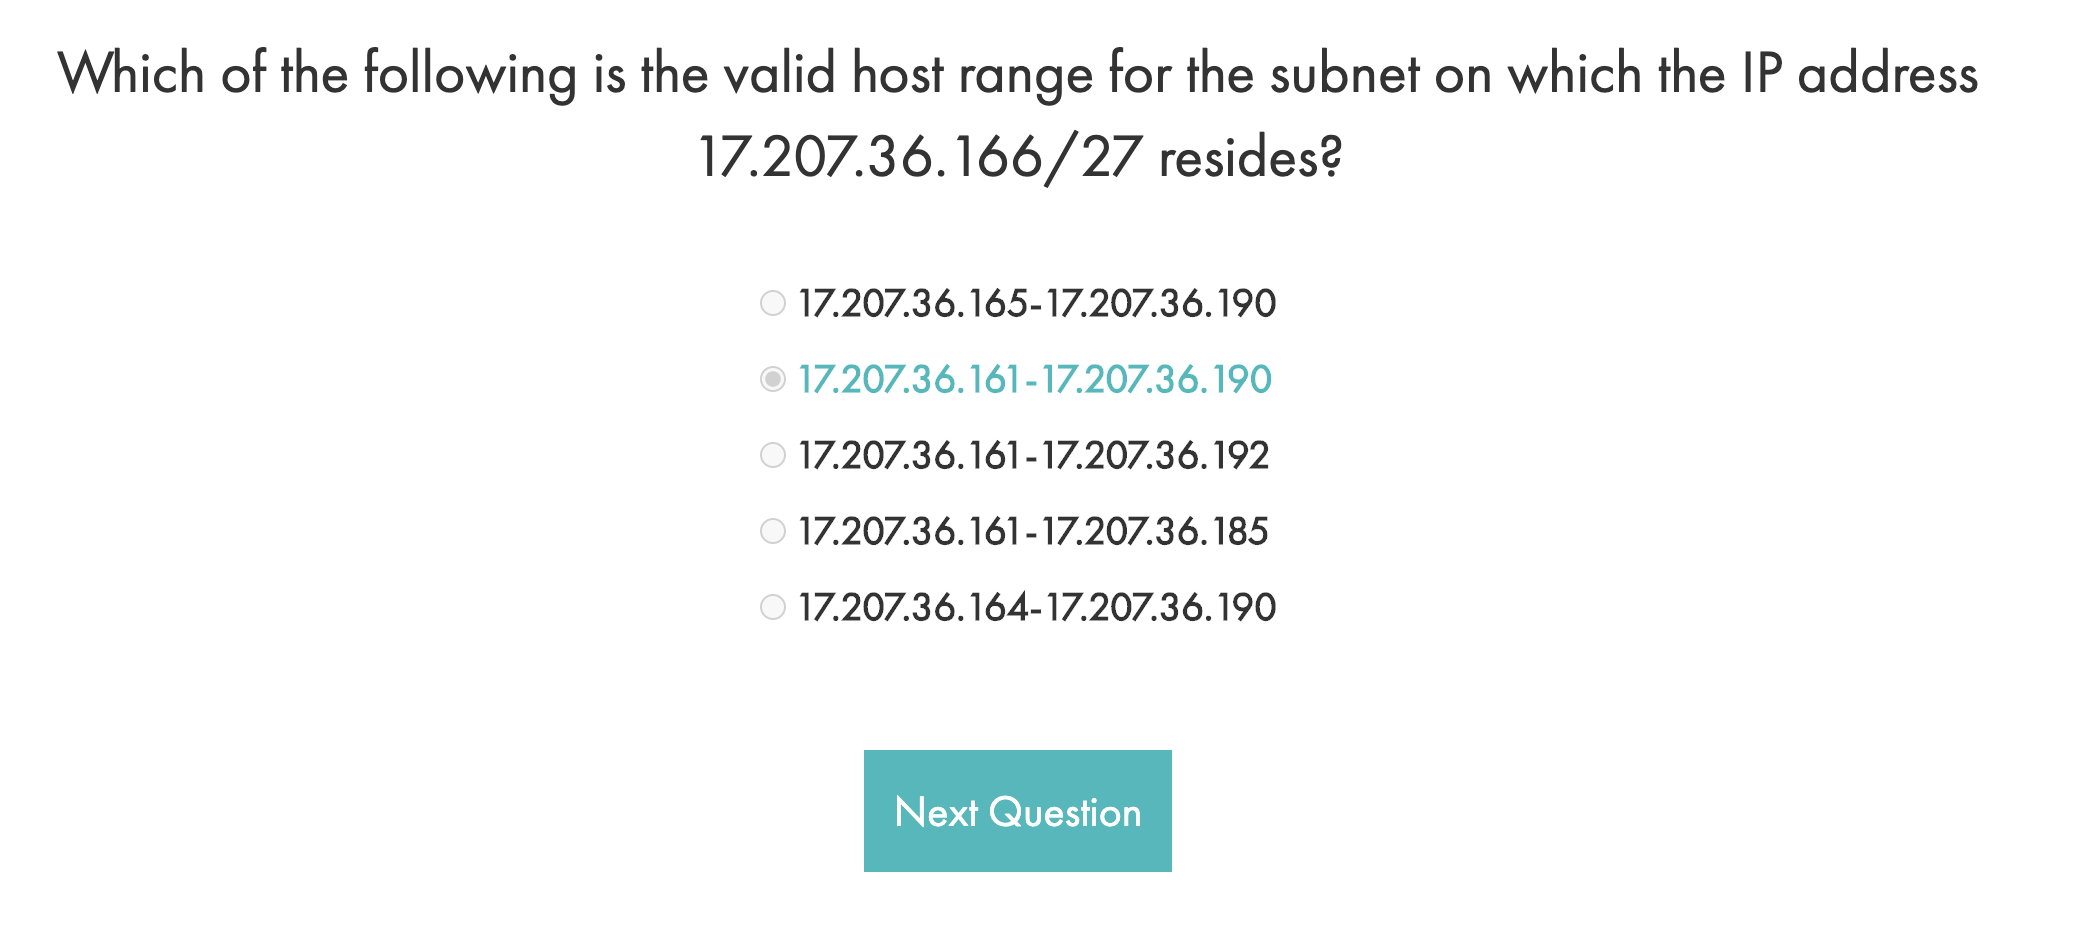 Which of the following is the valid host range for the subnet on which the IP address
17.207.36.166/27 resides?
17.207.36.165-17.207.36.190
17.207.36.161-17.207.36.190
17.207.36.161-17.207.36.192
17.207.36.161-17.207.36.185
17.207.36.164-17.207.36.190
Next Question